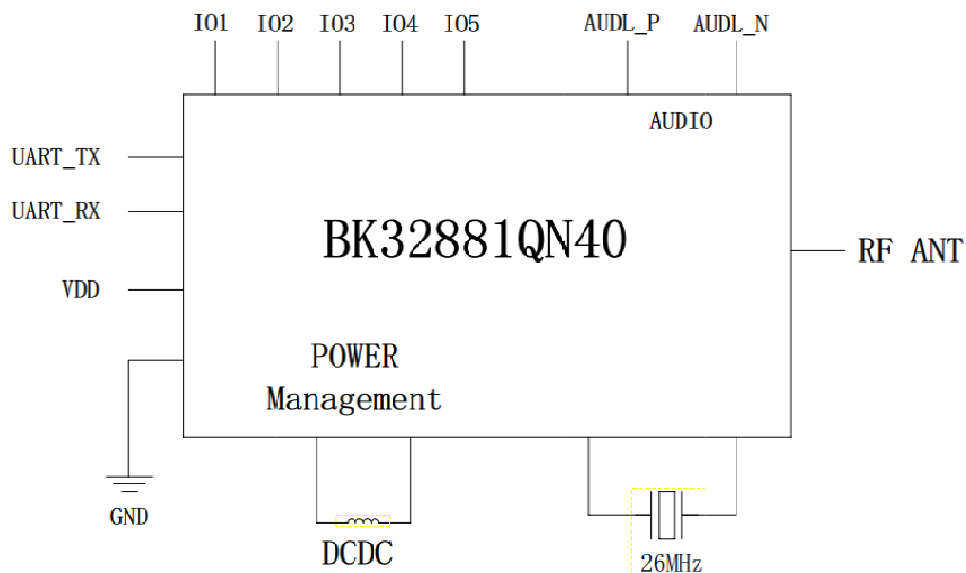 IO1 IO2 IO3 IO4 IO5 AUDL_P AUDL_N
AUDIO
UART_TX
UART_RX
BK32881QN40
RF ANT
VDD
POWER
Management
GND
DCDC
26MHz